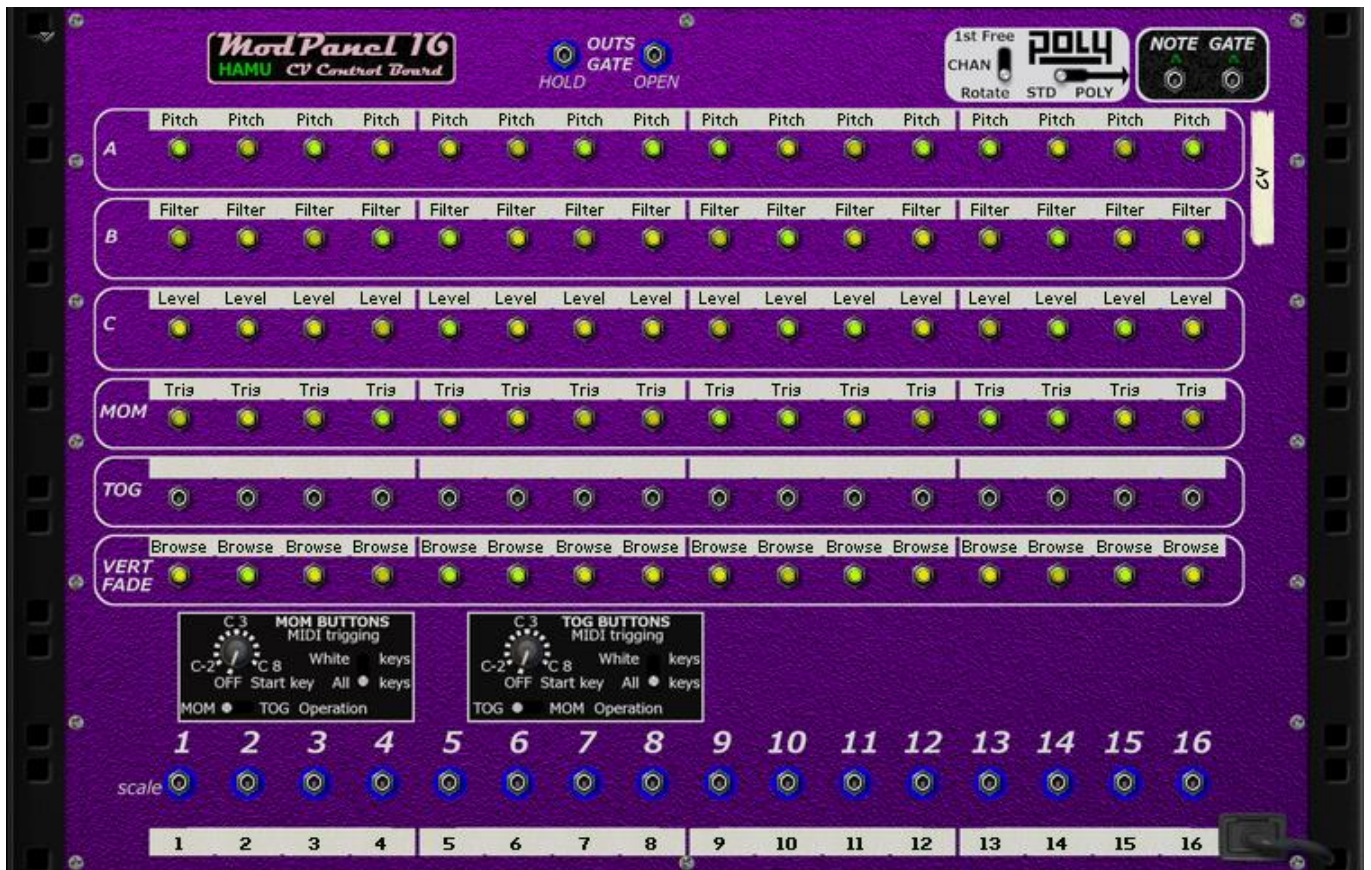 ModPanel 16
HAMU CV Control Board
OUTS
GATE
HOLD OPEN
1st Free
CHAN
Rotate
POLY
STD POLY
NOTE GATE
CV
Pitch Pitch Pitch Pitch Pitch Pitch Pitch Pitch Pitch Pitch Pitch Pitch Pitch Pitch Pitch Pitch
A
Filter Filter Filter Filter Filter Filter Filter Filter Filter Filter Filter Filter Filter Filter Filter Filter
B
Level Level Level Level Level Level Level Level Level Level Level Level Level Level Level Level
C
Trig Trig Trig Trig Trig Trig Trig Trig Trig Trig Trig Trig Trig Trig Trig Trig
MOM
TOG
Browse Browse Browse Browse Browse Browse Browse Browse Browse Browse Browse Browse Browse Browse Browse Browse
VERT
FADE
C 3 MOM BUTTONS
MIDI trigging
White keys
C-2 C 8
OFF Start key All keys
MOM TOG Operation
C 3 TOG BUTTONS
MIDI trigging
White keys
C-2 C 8
OFF Start key All keys
TOG MOM Operation
1 2 3 4 5 6 7 8 9 10 11 12 13 14 15 16
scale
1 2 3 4 5 6 7 8 9 10 11 12 13 14 15 16